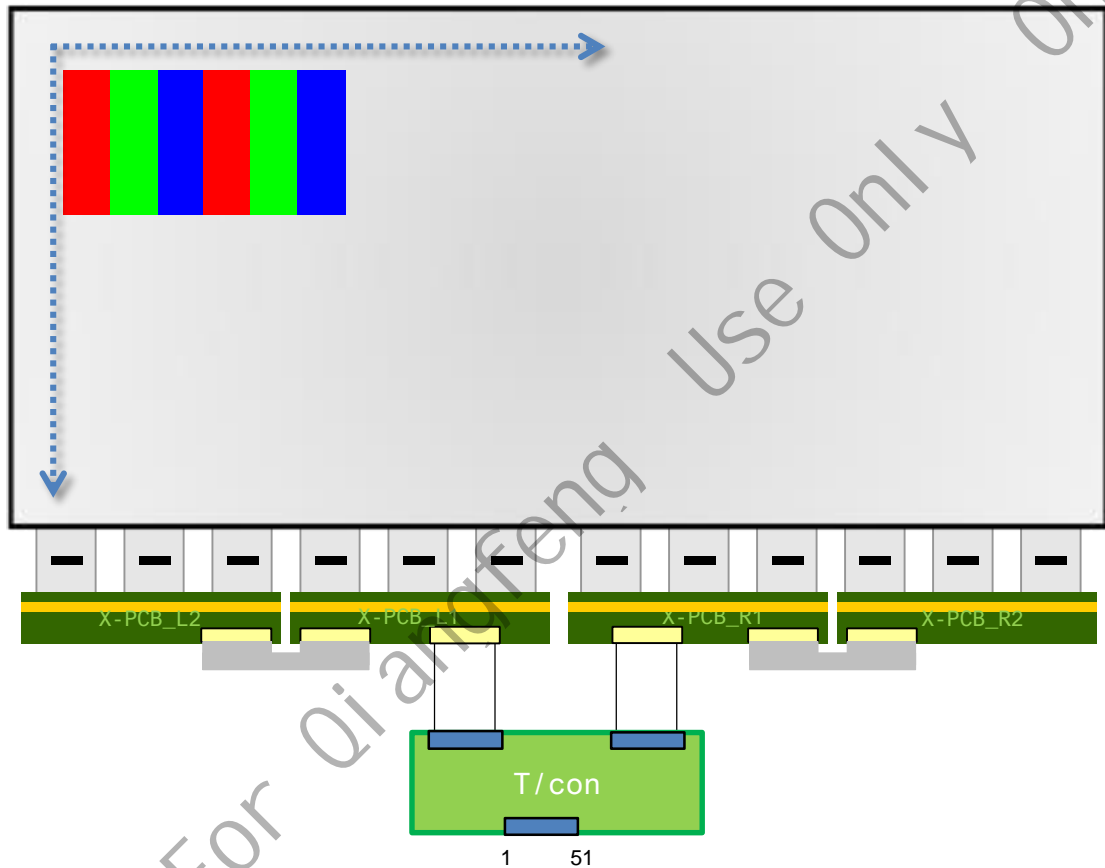 X-PCB_L2 X-PCB_L1 X-PCB_R1 X-PCB_R2
T/con
1 51
For Qiangfeng Use Only